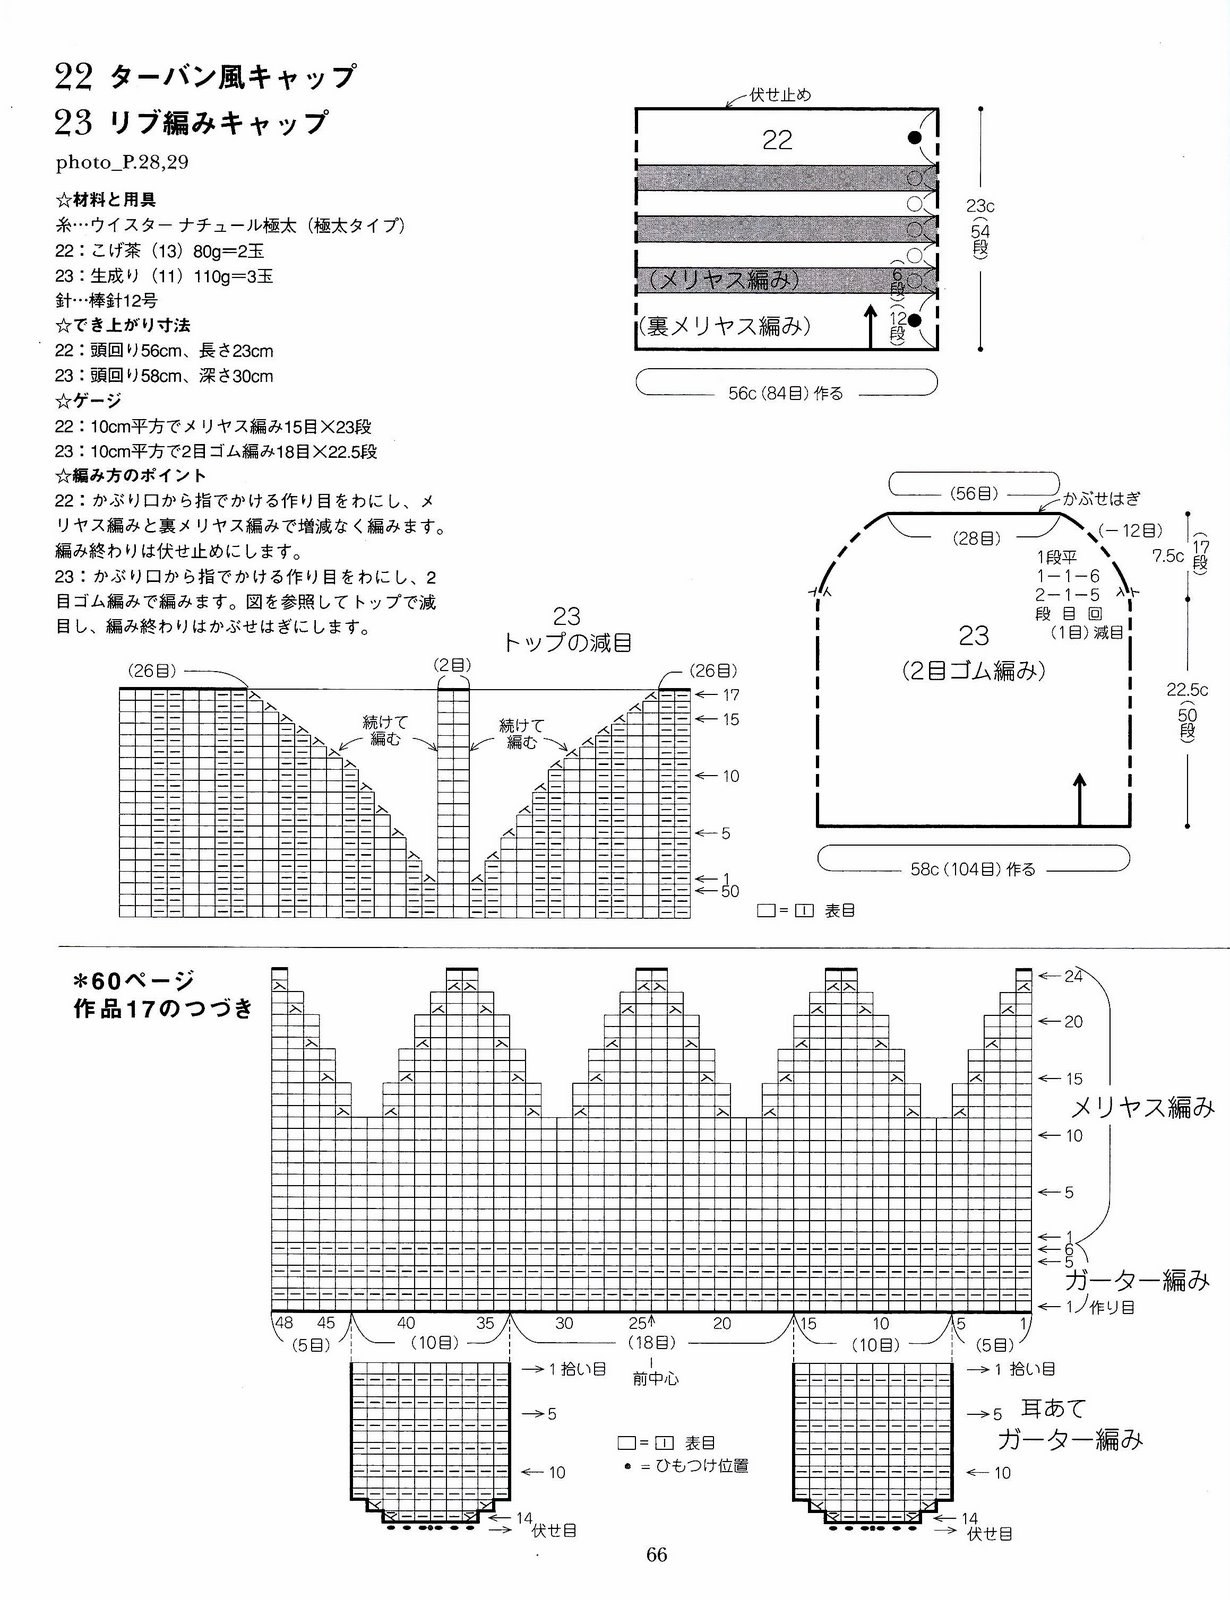 22 ターバン風キャップ
23 リブ編みキャップ
photo_P.28,29
☆材料と用具
糸…ウイスター ナチュール極太（極太タイプ）
22：こげ茶（13）80g＝2玉
23：生成り（11）110g＝3玉
針…棒針12号
☆でき上がり寸法
22：頭回り56cm、長さ23cm
23：頭回り58cm、深さ30cm
☆ゲージ
22：10cm平方でメリヤス編み15目×23段
23：10cm平方で2目ゴム編み18目×22.5段
☆編み方のポイント
22：かぶり口から指でかける作り目をわにし、メ
リヤス編みと裏メリヤス編みで増減なく編みます。
編み終わりは伏せ止めにします。
23：かぶり口から指でかける作り目をわにし、2
目ゴム編みで編みます。図を参照してトップで減
目し、編み終わりはかぶせはぎにします。
伏せ止め
22
23c
（54段）
（メリヤス編み）
（6段）
（裏メリヤス編み）
（12段）
56c（84目）作る
（56目）
かぶせはぎ
（28目）
（－12目）
1段平
1－1－6
2－1－5
段 目 回
（1目）減目
7.5c
（17段）
23
（2目ゴム編み）
22.5c
（50段）
58c（104目）作る
23
トップの減目
（26目）
（2目）
（26目）
続けて
編む
続けて
編む
17
15
10
5
1
50
□＝|1| 表目
＊60ページ
作品17のつづき
24
20
15
メリヤス編み
10
5
1
6
5
ガーター編み
1 作り目
48 45 40 35 30 25 20 15 10 5 1
（5目） （10目） （18目） （10目） （5目）
前中心
1 拾い目
1 拾い目
5
5 耳あて
ガーター編み
□＝|1| 表目
●＝ひもつけ位置
10
10
14
14
伏せ目
伏せ目
66